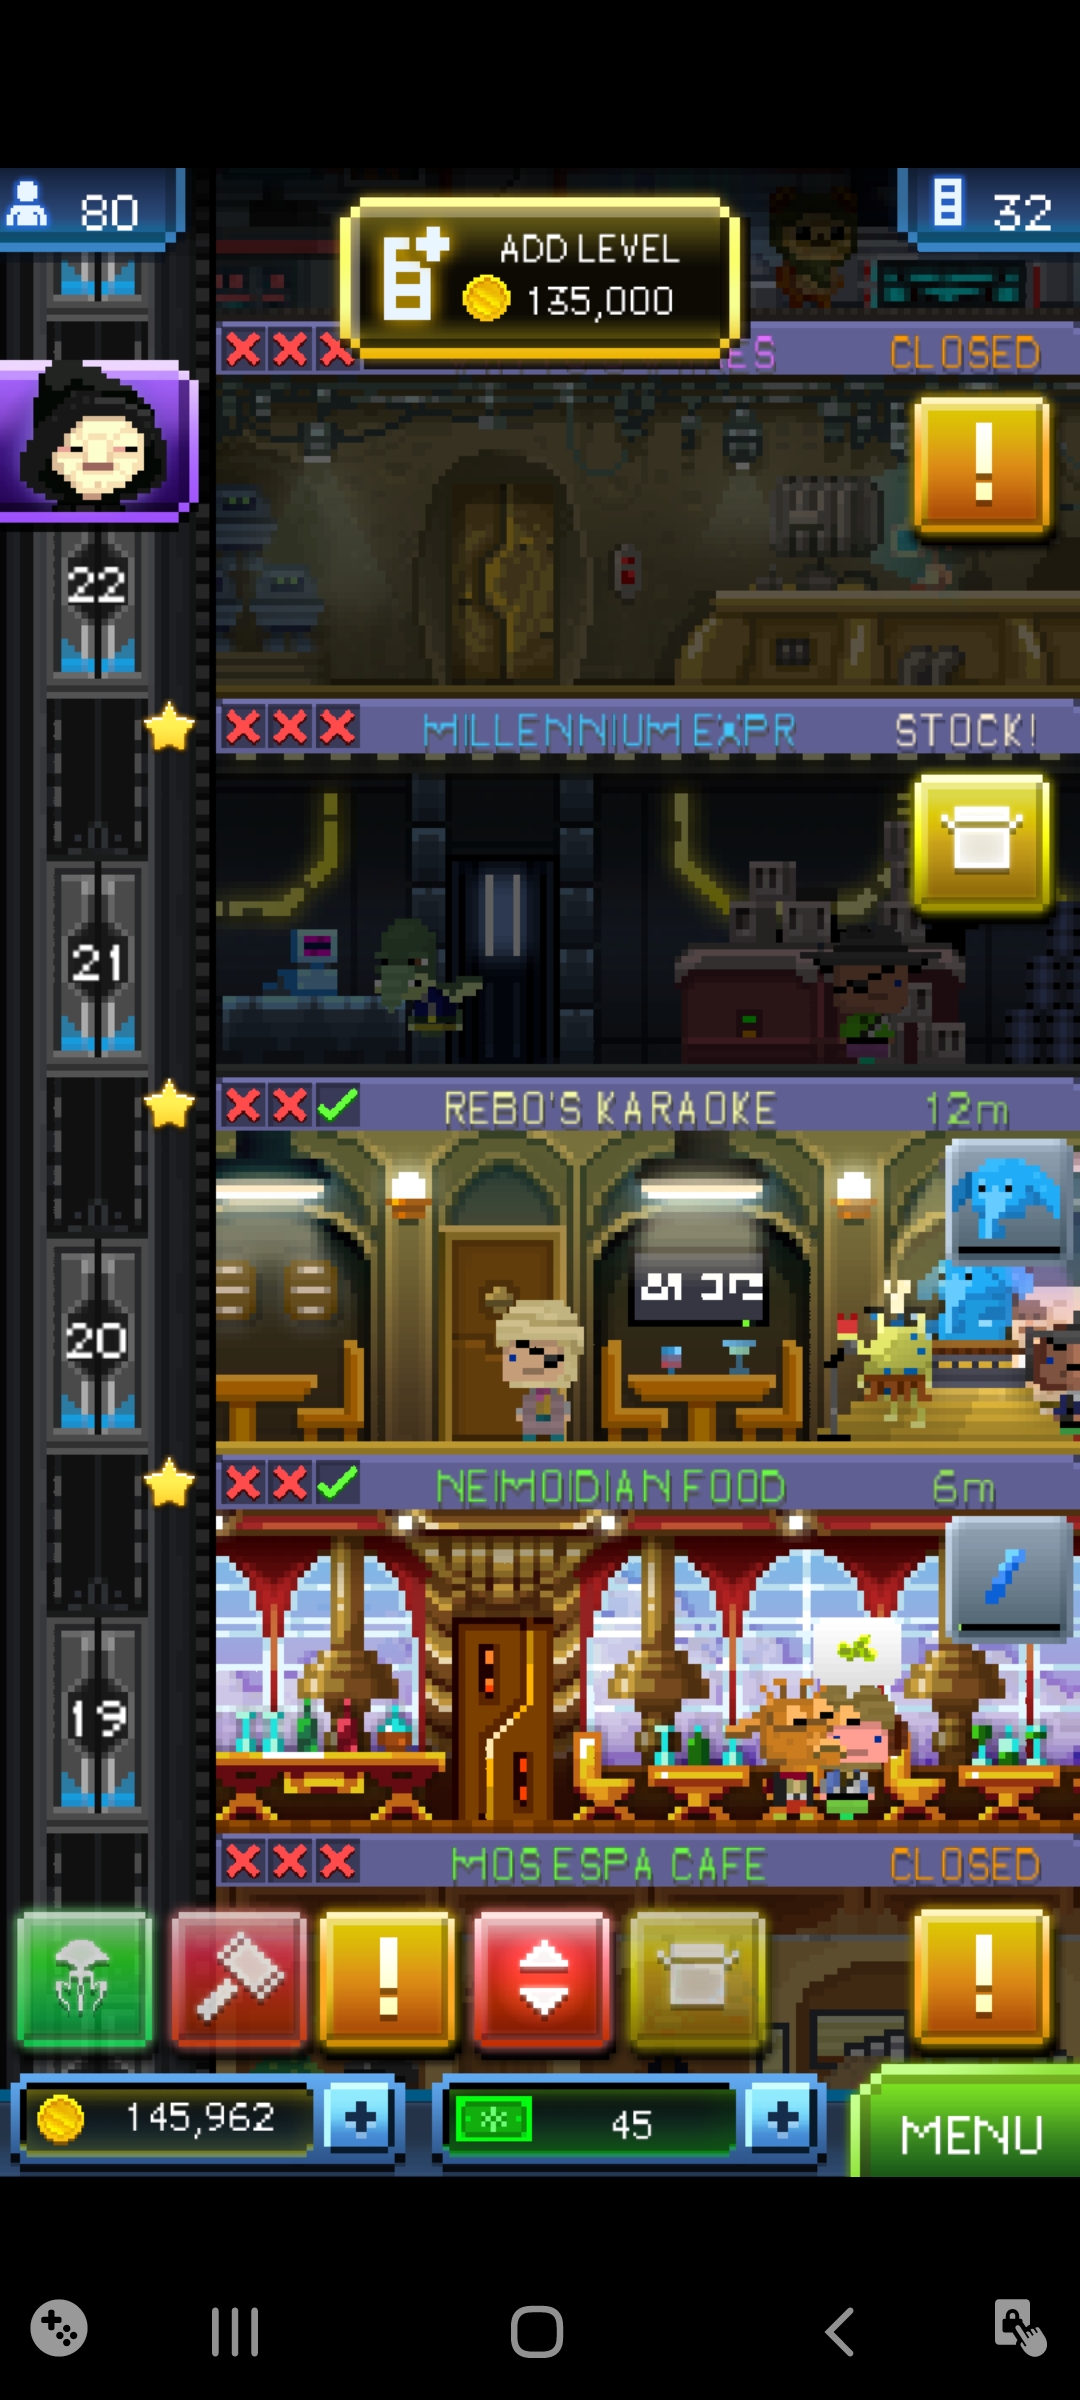 80
32
ADD LEVEL
135,000
ES
CLOSED
22
MILLENNIUM EXPR
STOCK!
21
REBO'S KARAOKE
12m
20
NEIMOIDIAN FOOD
6m
19
MOS ESPA CAFE
CLOSED
145,962
45
MENU